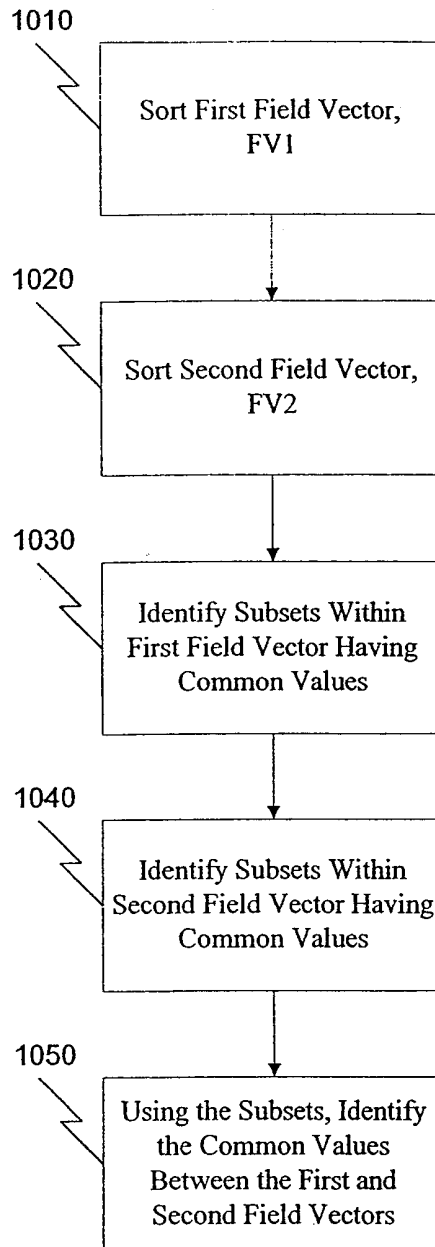 1010
Sort First Field Vector,
FV1
1020
Sort Second Field Vector,
FV2
1030
Identify Subsets Within
First Field Vector Having
Common Values
1040
Identify Subsets Within
Second Field Vector Having
Common Values
1050
Using the Subsets, Identify
the Common Values
Between the First and
Second Field Vectors